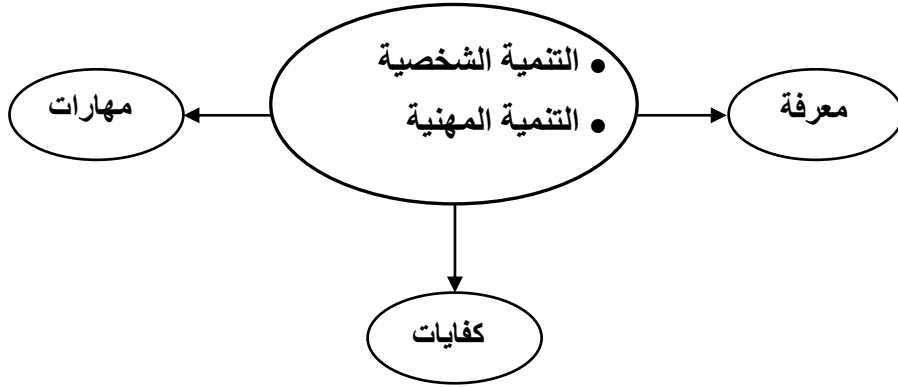 • التنمية الشخصية
• التنمية المهنية
معرفة
مهارات
كفايات